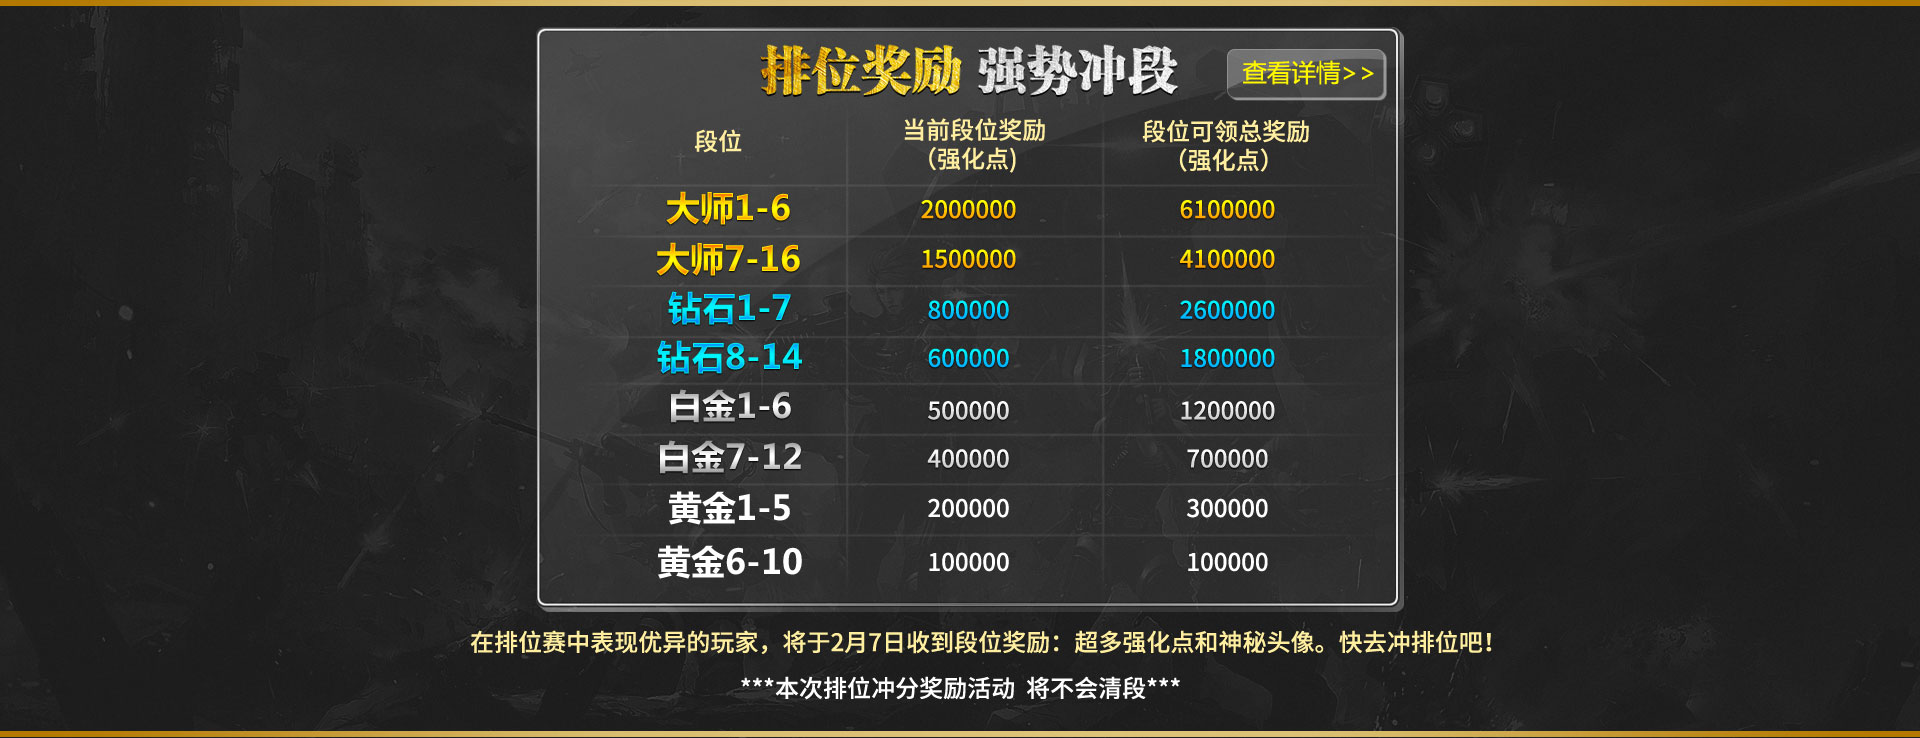 排位奖励 强势冲段 查看详情>>
段位 当前段位奖励 (强化点) 段位可领总奖励 (强化点)
大师1-6 2000000 6100000
大师7-16 1500000 4100000
钻石1-7 800000 2600000
钻石8-14 600000 1800000
白金1-6 500000 1200000
白金7-12 400000 700000
黄金1-5 200000 300000
黄金6-10 100000 100000
在排位赛中表现优异的玩家，将于2月7日收到段位奖励：超多强化点和神秘头像。快去冲排位吧！
***本次排位冲分奖励活动 将不会清段***